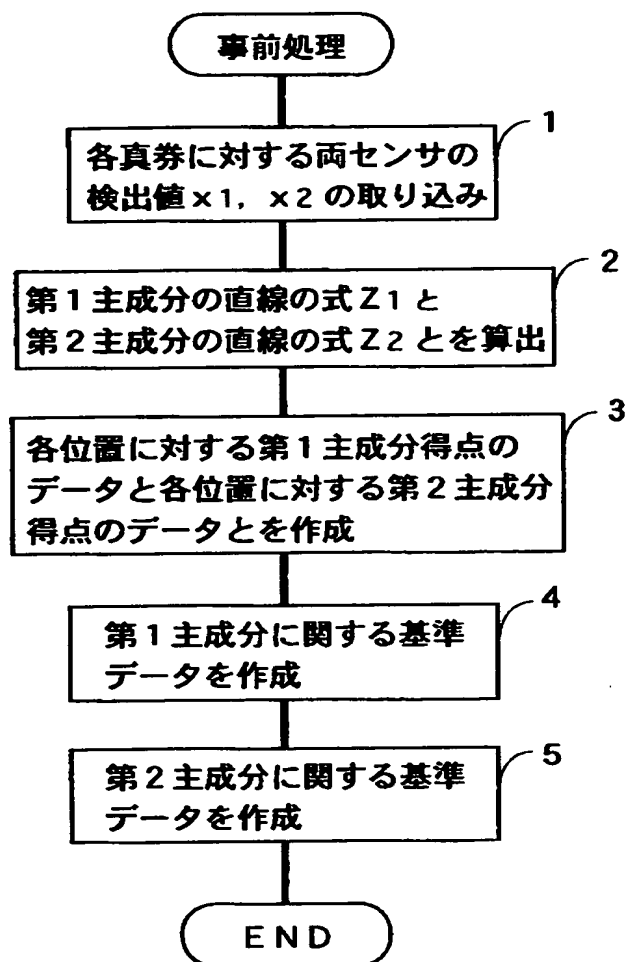 事前処理
1
各真券に対する両センサの
検出値x1，x2の取り込み
2
第1主成分の直線の式Z1と
第2主成分の直線の式Z2とを算出
3
各位置に対する第1主成分得点の
データと各位置に対する第2主成分
得点のデータとを作成
4
第1主成分に関する基準
データを作成
5
第2主成分に関する基準
データを作成
END